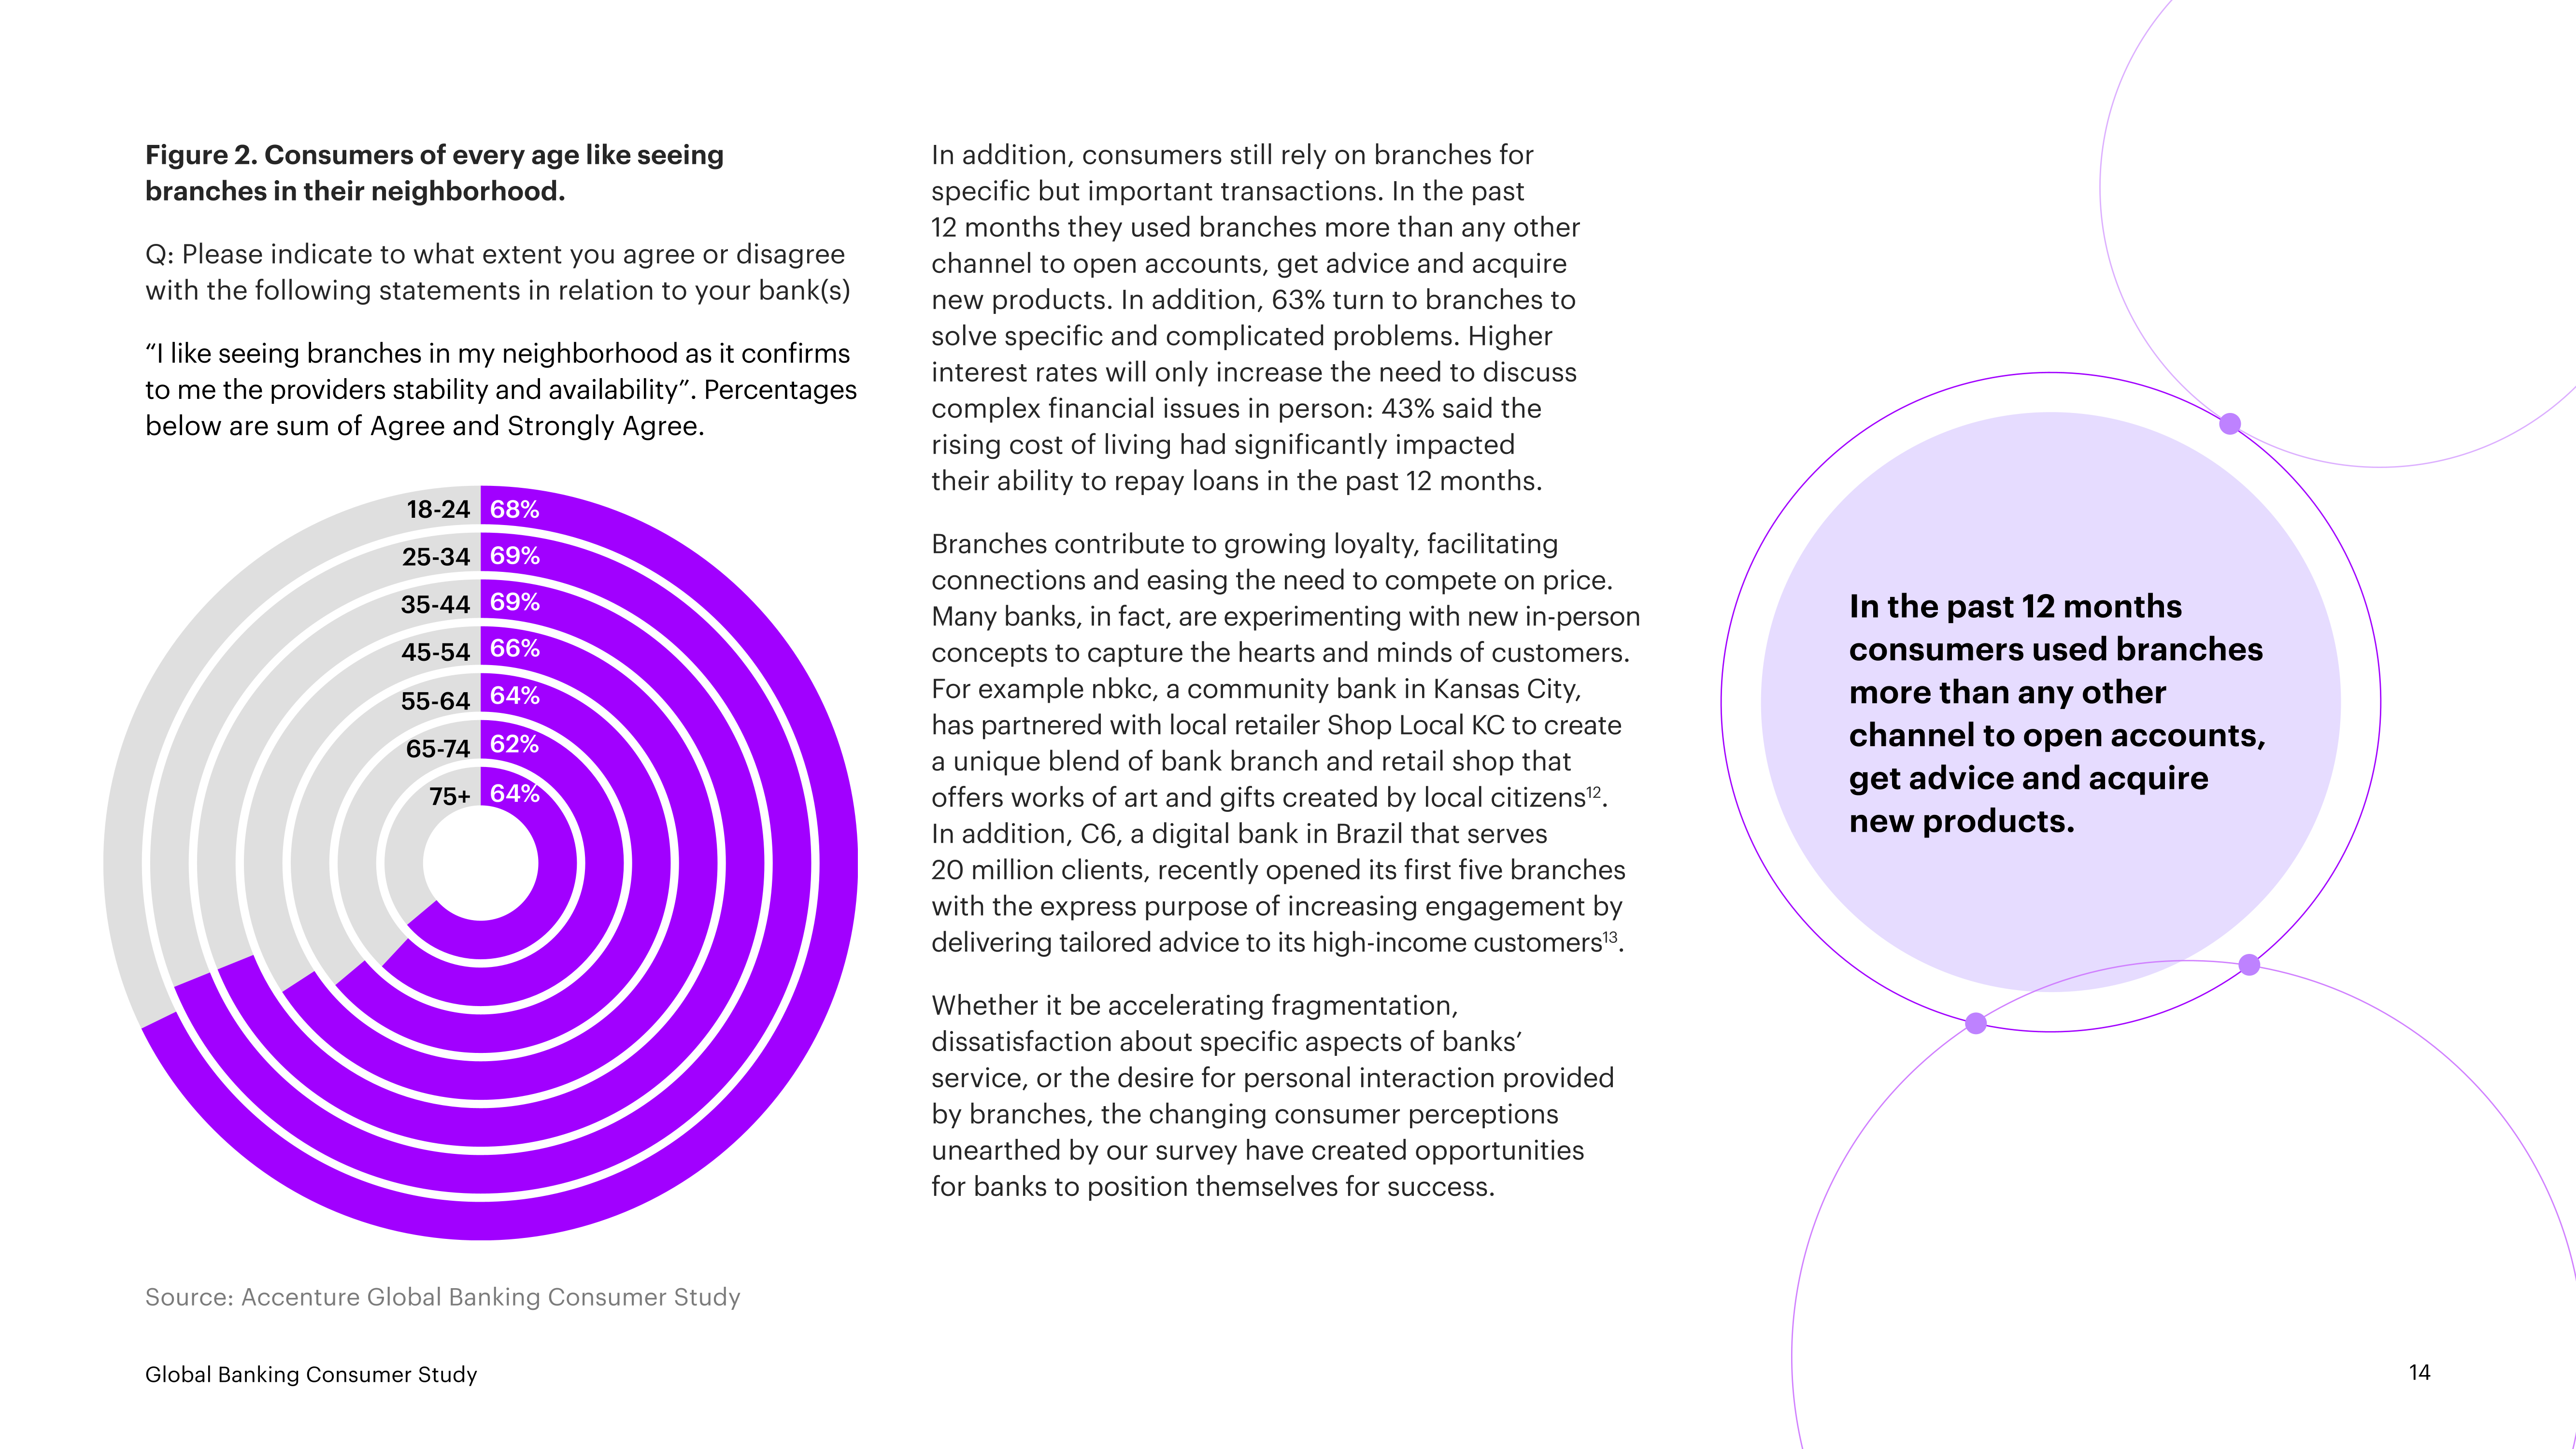 Figure 2. Consumers of every age like seeing
branches in their neighborhood.
Q: Please indicate to what extent you agree or disagree
with the following statements in relation to your bank(s)
“I like seeing branches in my neighborhood as it confirms
to me the providers stability and availability”. Percentages
below are sum of Agree and Strongly Agree.
18-24 68%
25-34 69%
35-44 69%
45-54 66%
55-64 64%
65-74 62%
75+ 64%
Source: Accenture Global Banking Consumer Study
In addition, consumers still rely on branches for
specific but important transactions. In the past
12 months they used branches more than any other
channel to open accounts, get advice and acquire
new products. In addition, 63% turn to branches to
solve specific and complicated problems. Higher
interest rates will only increase the need to discuss
complex financial issues in person: 43% said the
rising cost of living had significantly impacted
their ability to repay loans in the past 12 months.
Branches contribute to growing loyalty, facilitating
connections and easing the need to compete on price.
Many banks, in fact, are experimenting with new in-person
concepts to capture the hearts and minds of customers.
For example nbkc, a community bank in Kansas City,
has partnered with local retailer Shop Local KC to create
a unique blend of bank branch and retail shop that
offers works of art and gifts created by local citizens¹².
In addition, C6, a digital bank in Brazil that serves
20 million clients, recently opened its first five branches
with the express purpose of increasing engagement by
delivering tailored advice to its high-income customers¹³.
Whether it be accelerating fragmentation,
dissatisfaction about specific aspects of banks’
service, or the desire for personal interaction provided
by branches, the changing consumer perceptions
unearthed by our survey have created opportunities
for banks to position themselves for success.
In the past 12 months
consumers used branches
more than any other
channel to open accounts,
get advice and acquire
new products.
Global Banking Consumer Study
14